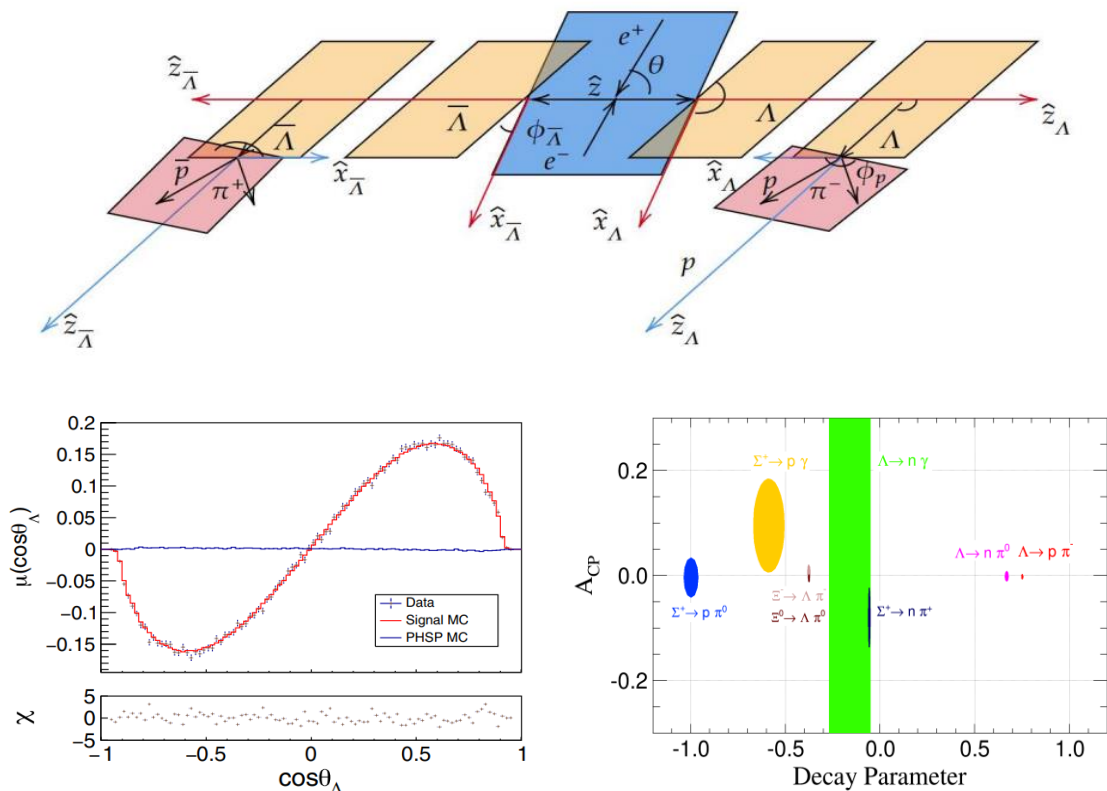 e⁺
ẑ_Λ̅
ẑ
θ
Λ̅
ϕ_Λ̅
Λ
ẑ_Λ
Λ̅
e⁻
Λ
p̅
π⁺
x̂_Λ̅
x̂_Λ
p
π⁻
ϕ_p
x̂_Λ̅
x̂_Λ
p
ẑ_Λ̅
ẑ_Λ
0.2
0.15
0.1
0.05
0
−0.05
−0.1
−0.15
μ(cosθ_Λ)
Data
Signal MC
PHSP MC
5
0
−5
χ
−1 −0.5 0 0.5 1
cosθ_Λ
0.2
0.0
-0.2
A_CP
Σ⁺→ p γ
Λ→ n γ
Λ→ n π⁰
Λ→ p π⁻
Σ⁺→ p π⁰
Ξ⁻→ Λ π⁻
Ξ⁰→ Λ π⁰
Σ⁺→ n π⁺
-1.0 -0.5 0.0 0.5 1.0
Decay Parameter